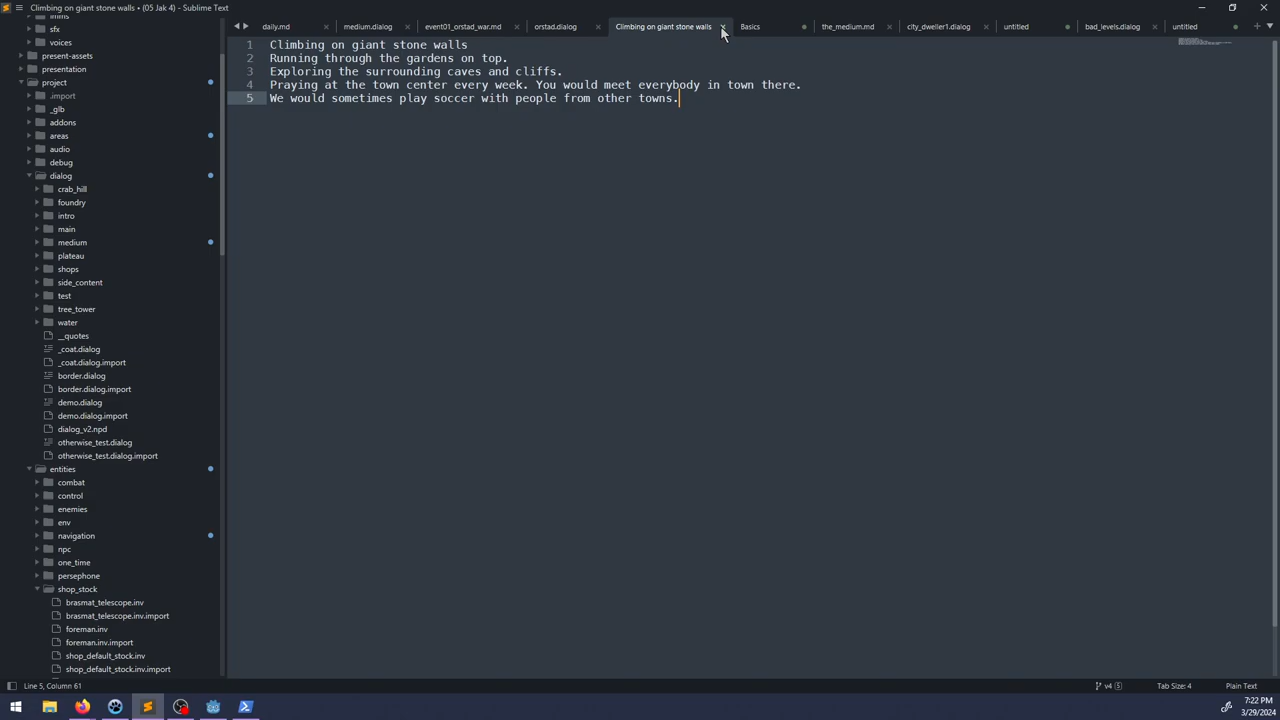 Climbing on giant stone walls • (05 Jak 4) - Sublime Text
daily.md
medium.dialog
event01_orstad_war.md
orstad.dialog
Climbing on giant stone walls
Basics
the_medium.md
city_dweller1.dialog
untitled
bad_levels.dialog
untitled
1 Climbing on giant stone walls
2 Running through the gardens on top.
3 Exploring the surrounding caves and cliffs.
4 Praying at the town center every week. You would meet everybody in town there.
5 We would sometimes play soccer with people from other towns.
sfx
voices
present-assets
presentation
project
.import
_glb
addons
areas
audio
debug
dialog
crab_hill
foundry
intro
main
medium
plateau
shops
side_content
test
tree_tower
water
__quotes
_coat.dialog
_coat.dialog.import
border.dialog
border.dialog.import
demo.dialog
demo.dialog.import
dialog_v2.npd
otherwise_test.dialog
otherwise_test.dialog.import
entities
combat
control
enemies
env
navigation
npc
one_time
persephone
shop_stock
brasmat_telescope.inv
brasmat_telescope.inv.import
foreman.inv
foreman.inv.import
shop_default_stock.inv
shop_default_stock.inv.import
Line 5, Column 61
v4
5
Tab Size: 4
Plain Text
7:22 PM
3/29/2024